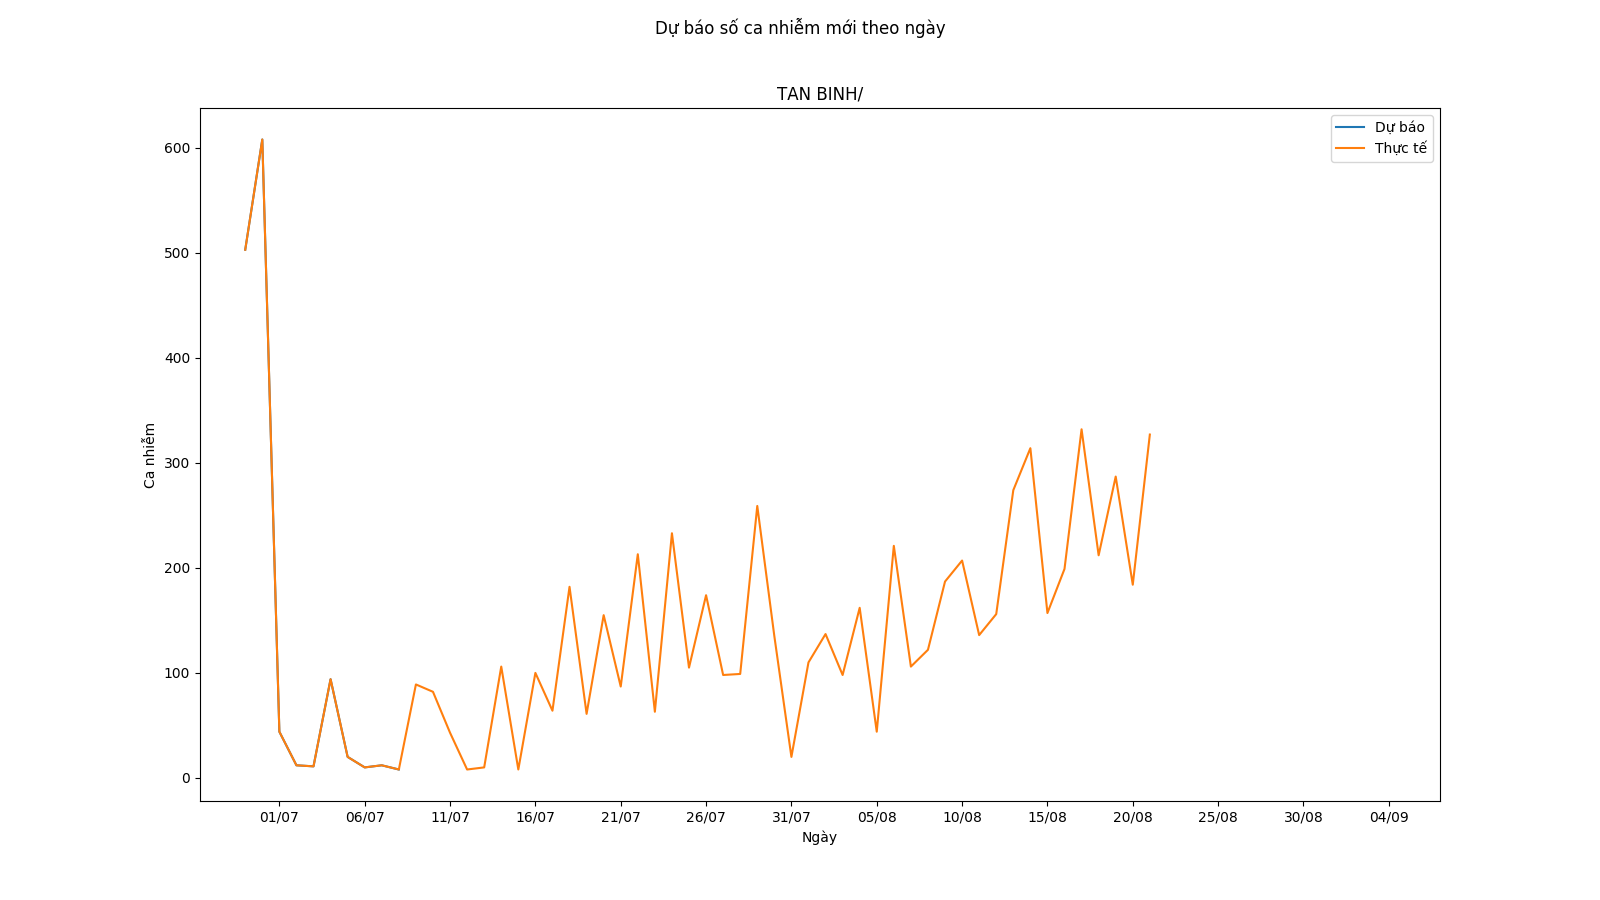 Dự báo số ca nhiễm mới theo ngày
TAN BINH/
Dự báo
Thực tế
600
500
400
300
200
100
0
Ca nhiễm
01/07 06/07 11/07 16/07 21/07 26/07 31/07 05/08 10/08 15/08 20/08 25/08 30/08 04/09
Ngày